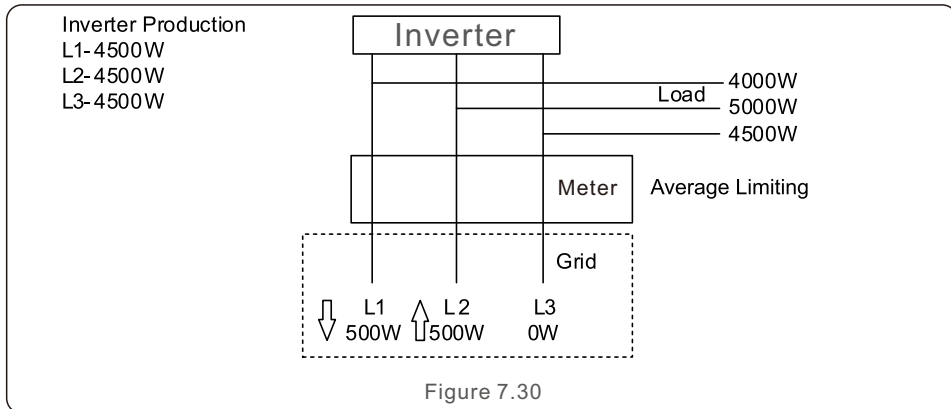 Inverter Production
L1-4500W
L2-4500W
L3-4500W
Inverter
Load
4000W
5000W
4500W
Meter
Average Limiting
Grid
L1 L2 L3
500W 500W 0W
Figure 7.30